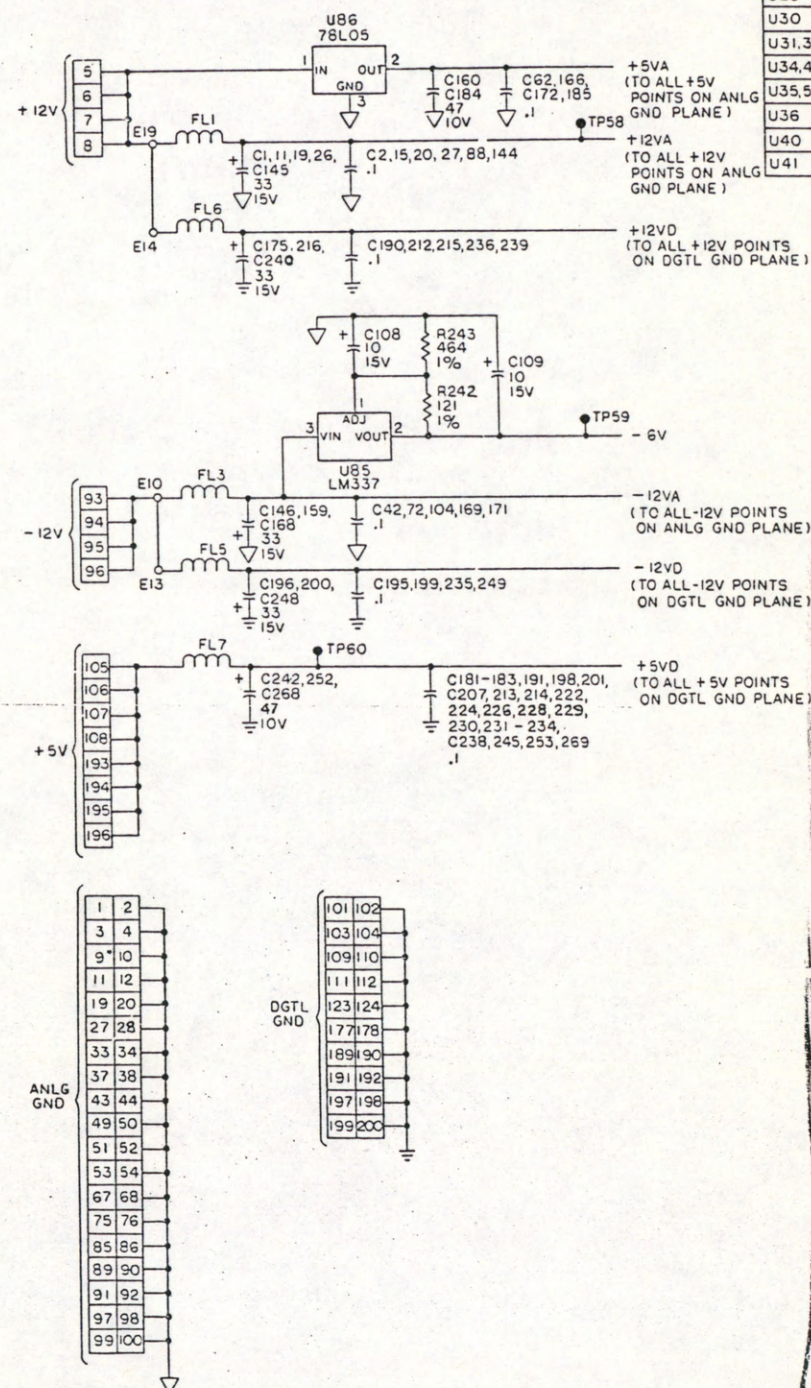 U86
78L05
1 IN OUT 2
GND
3
5
6
7
8
+12V
C160
C184
47
10V
C62,166,
C172,185
.1
+5VA
(TO ALL +5V
POINTS ON ANLG
GND PLANE)
U30
U31,3
U34,4
U35,5
U36
U40
U41
E19
FL1
+ C1,11,19,26,
C145
33
15V
C2,15,20,27,88,144
.1
TP58
+12VA
(TO ALL +12V
POINTS ON ANLG
GND PLANE)
E14
FL6
+ C175,216,
C240
33
15V
C190,212,215,236,239
.1
+12VD
(TO ALL +12V POINTS
ON DGTL GND PLANE)
+ C108
10
15V
R243
464
1%
+ C109
10
15V
R242
121
1%
1
ADJ
3 VIN VOUT 2
U85
LM337
TP59
-6V
93
94
95
96
-12V
E10
FL3
C146,159,
C168
+ 33
15V
C42,72,104,169,171
.1
-12VA
(TO ALL-12V POINTS
ON ANLG GND PLANE)
E13
FL5
C196,200,
C248
+ 33
15V
C195,199,235,249
.1
-12VD
(TO ALL-12V POINTS
ON DGTL GND PLANE)
105
106
107
108
193
194
195
196
+5V
FL7
+ C242,252,
C268
47
10V
TP60
C181-183,191,198,201,
C207,213,214,222,
224,226,228,229,
230,231-234,
C238,245,253,269
.1
+5VD
(TO ALL +5V POINTS
ON DGTL GND PLANE)
ANLG
GND
1 2
3 4
9 10
11 12
19 20
27 28
33 34
37 38
43 44
49 50
51 52
53 54
67 68
75 76
85 86
89 90
91 92
97 98
99 100
DGTL
GND
101 102
103 104
109 110
111 112
123 124
177 178
189 190
191 192
197 198
199 200